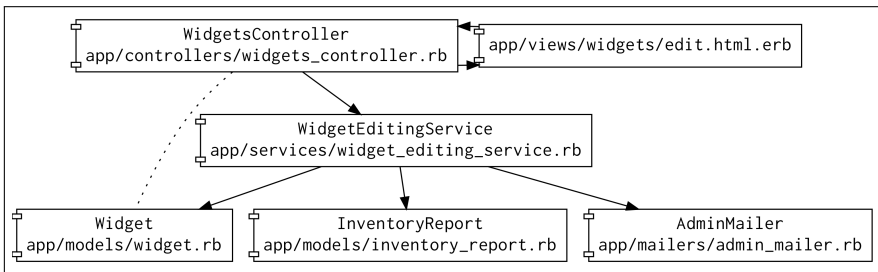 WidgetsController
app/controllers/widgets_controller.rb
app/views/widgets/edit.html.erb
WidgetEditingService
app/services/widget_editing_service.rb
Widget
app/models/widget.rb
InventoryReport
app/models/inventory_report.rb
AdminMailer
app/mailers/admin_mailer.rb